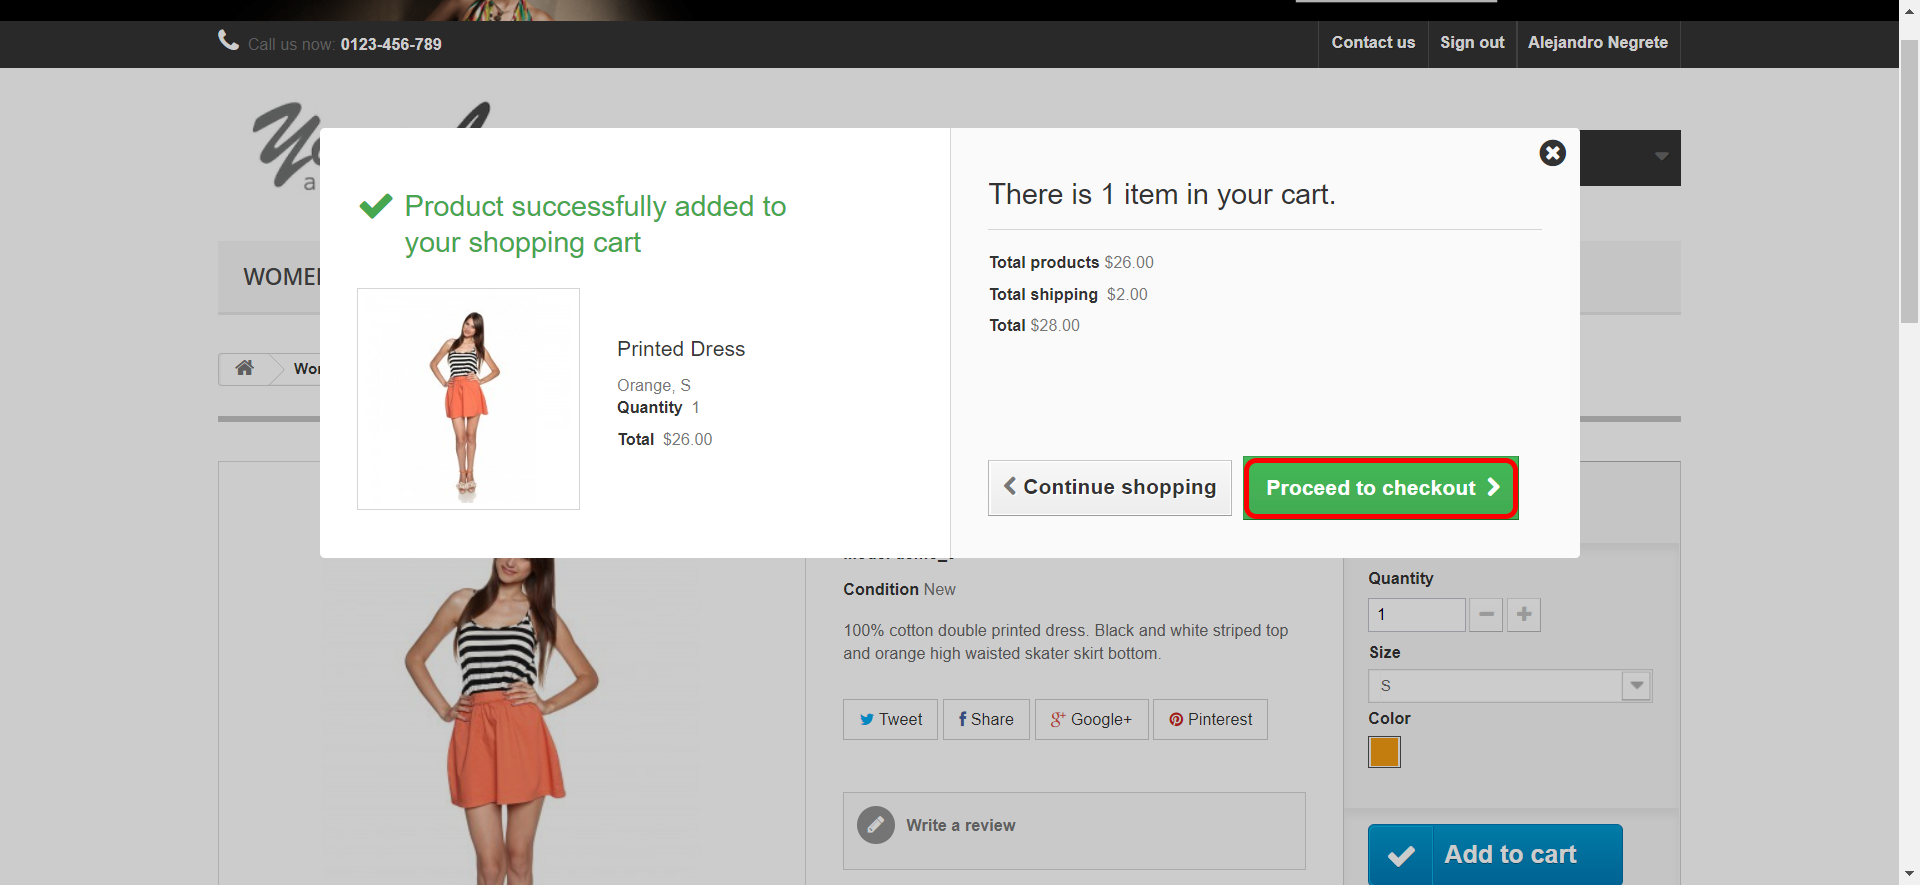 Call us now: 0123-456-789
Contact us
Sign out
Alejandro Negrete
Product successfully added to
your shopping cart
Printed Dress
Orange, S
Quantity 1
Total $26.00
There is 1 item in your cart.
Total products $26.00
Total shipping $2.00
Total $28.00
Continue shopping
Proceed to checkout
Condition New
100% cotton double printed dress. Black and white striped top
and orange high waisted skater skirt bottom.
Tweet
Share
Google+
Pinterest
Write a review
Quantity
1
Size
S
Color
Add to cart